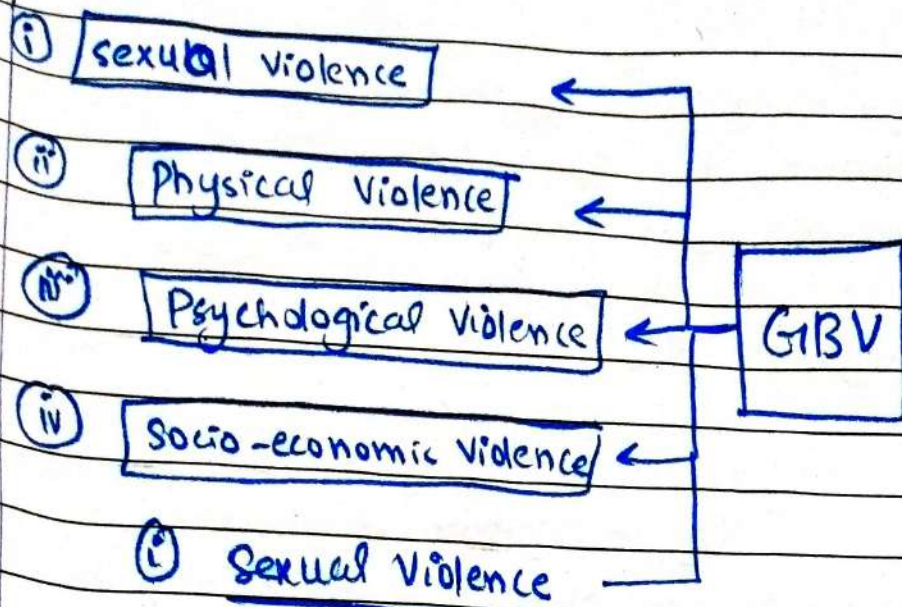 i sexual violence
ii Physical Violence
iii Psychological Violence
GBV
iv Socio-economic Violence
i Sexual Violence